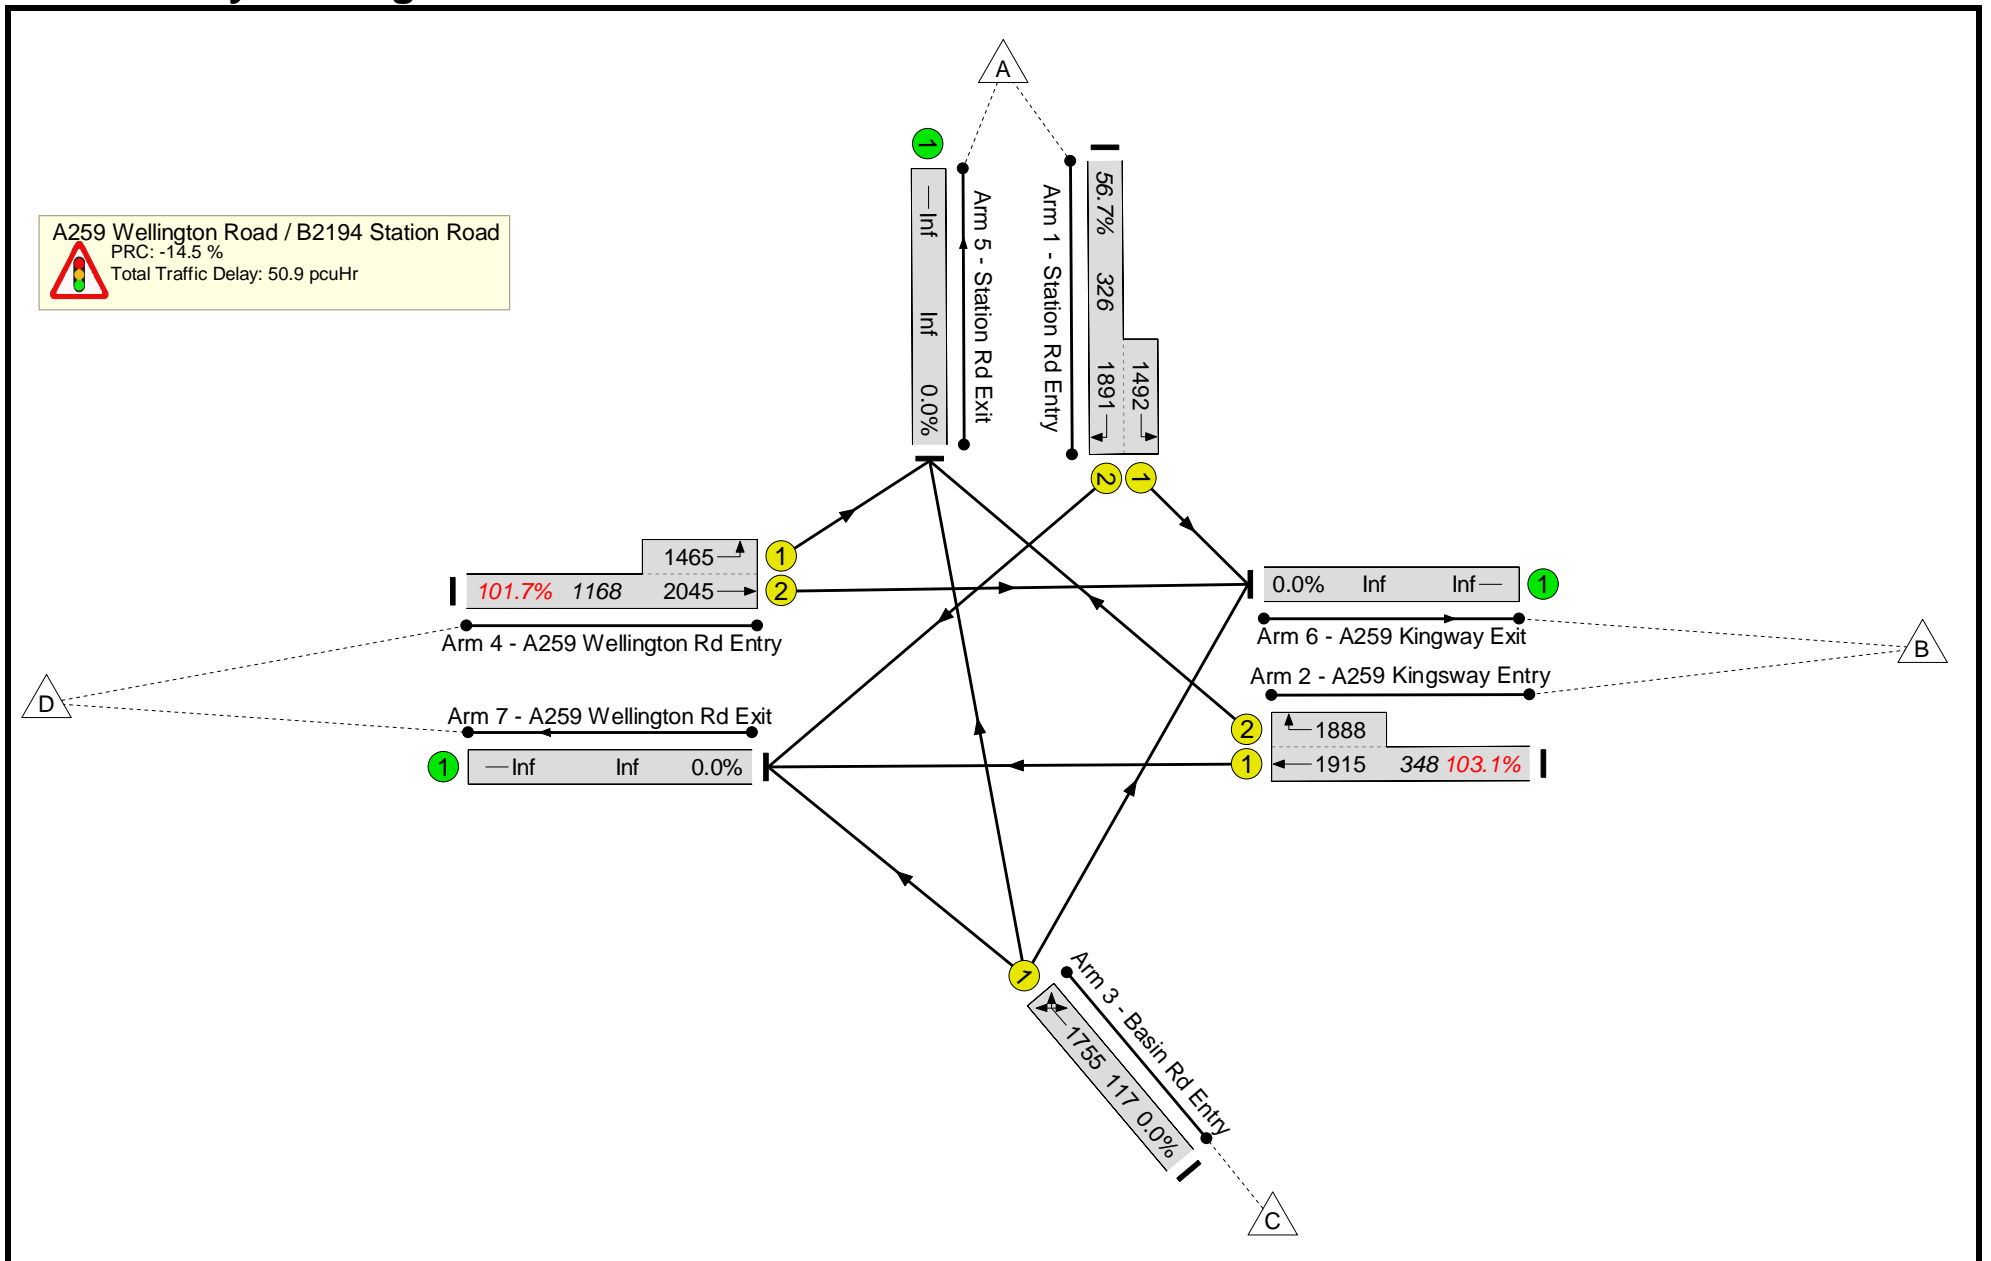 A
1
1
Inf
Inf
0.0%
Arm 5 - Station Rd Exit
Arm 1 - Station Rd Entry
56.7% 326 1891
1492
2
1
A259 Wellington Road / B2194 Station Road
PRC: -14.5 %
Total Traffic Delay: 50.9 pcuHr
1465
1
101.7% 1168 2045
2
Arm 4 - A259 Wellington Rd Entry
0.0% Inf Inf
1
Arm 6 - A259 Kingway Exit
B
Arm 2 - A259 Kingsway Entry
D
Arm 7 - A259 Wellington Rd Exit
Inf Inf 0.0%
2
1888
1
1915 348 103.1%
1
Arm 3 - Basin Rd Entry
1755 117 0.0%
C